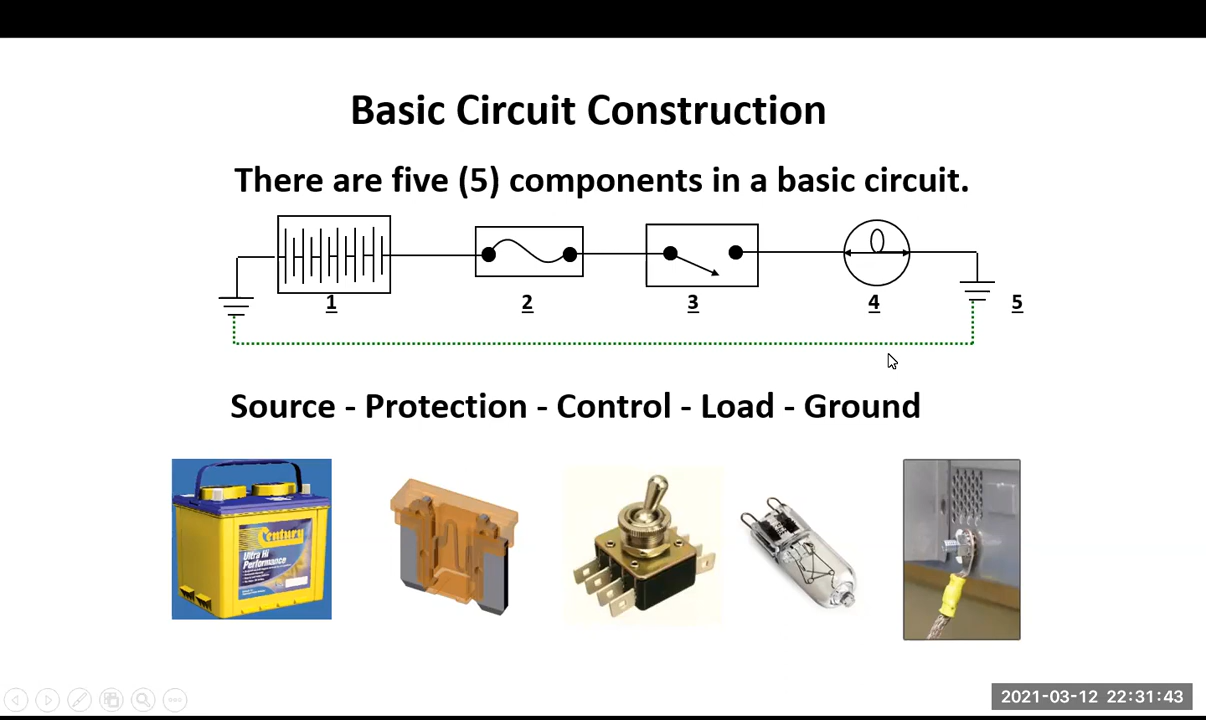 Basic Circuit Construction
There are five (5) components in a basic circuit.
1 2 3 4 5
Source - Protection - Control - Load - Ground
Century
Ultra Hi
Performance
2021-03-12 22:31:43